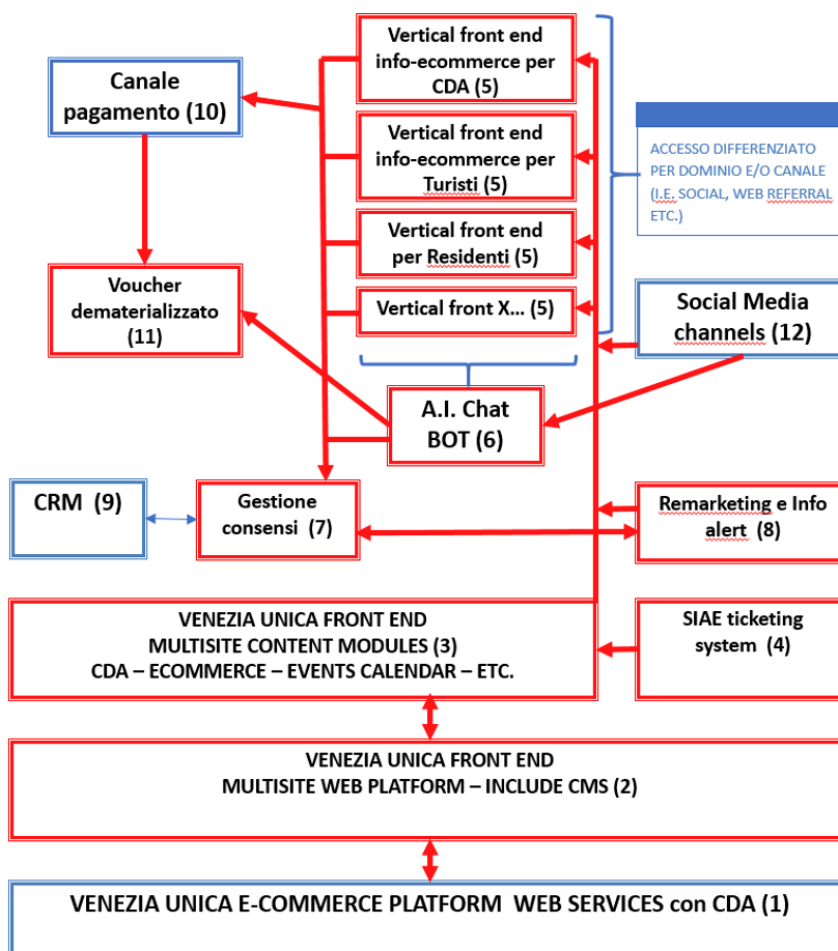 Vertical front end
info-ecommerce per
CDA (5)
Canale
pagamento (10)
Vertical front end
info-ecommerce per
Turisti (5)
ACCESSO DIFFERENZIATO
PER DOMINIO E/O CANALE
(I.E. SOCIAL, WEB REFERRAL
ETC.)
Vertical front end
per Residenti (5)
Voucher
dematerializzato
(11)
Vertical front X... (5)
Social Media
channels (12)
A.I. Chat
BOT (6)
CRM (9)
Gestione
consensi (7)
Remarketing e Info
alert (8)
VENEZIA UNICA FRONT END
MULTISITE CONTENT MODULES (3)
CDA – ECOMMERCE – EVENTS CALENDAR – ETC.
SIAE ticketing
system (4)
VENEZIA UNICA FRONT END
MULTISITE WEB PLATFORM – INCLUDE CMS (2)
VENEZIA UNICA E-COMMERCE PLATFORM WEB SERVICES con CDA (1)